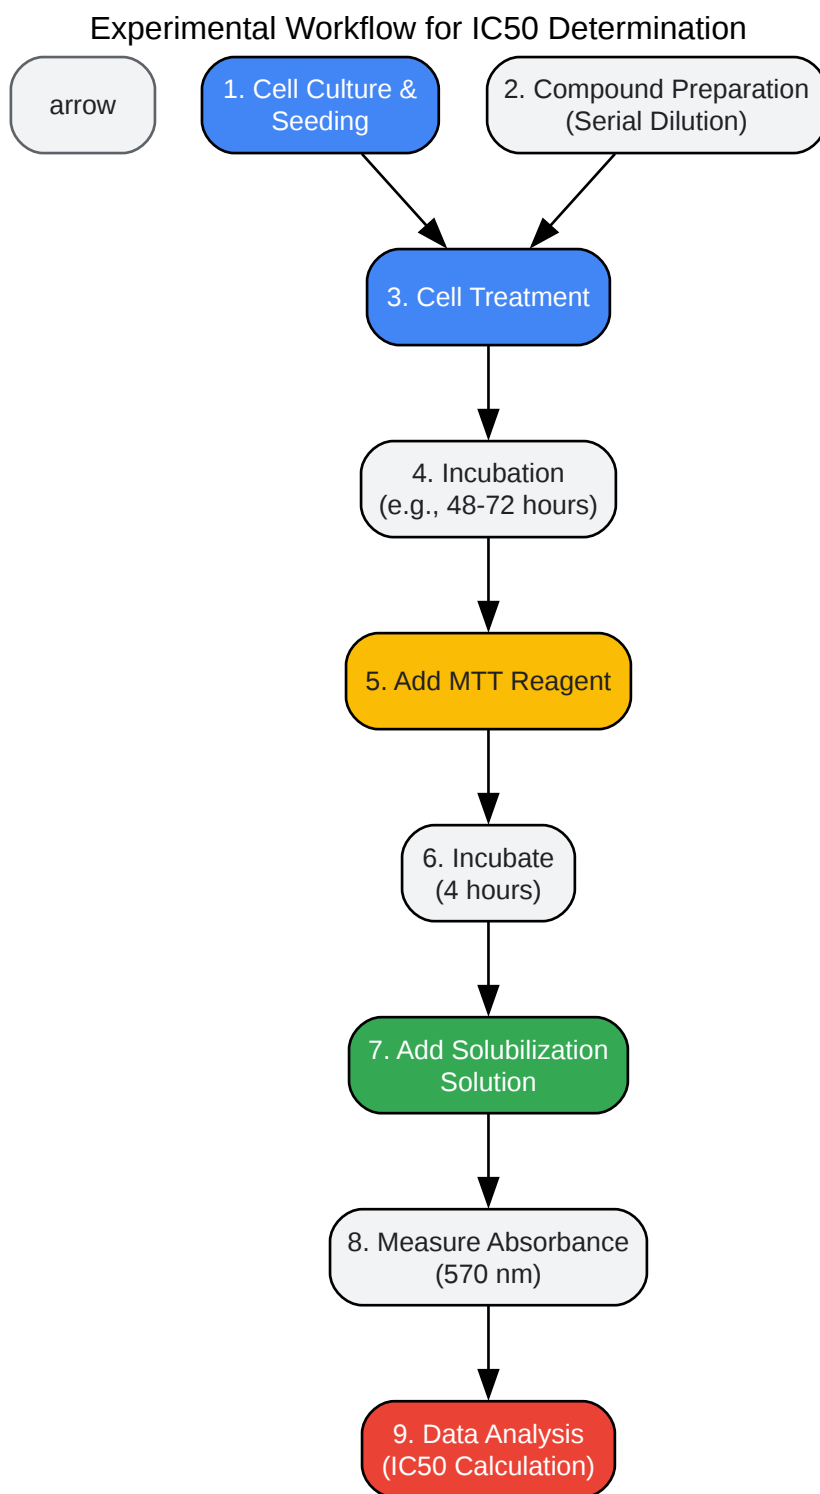 Experimental Workflow for IC50 Determination
arrow
1. Cell Culture &
Seeding
2. Compound Preparation
(Serial Dilution)
3. Cell Treatment
4. Incubation
(e.g., 48-72 hours)
5. Add MTT Reagent
6. Incubate
(4 hours)
7. Add Solubilization
Solution
8. Measure Absorbance
(570 nm)
9. Data Analysis
(IC50 Calculation)